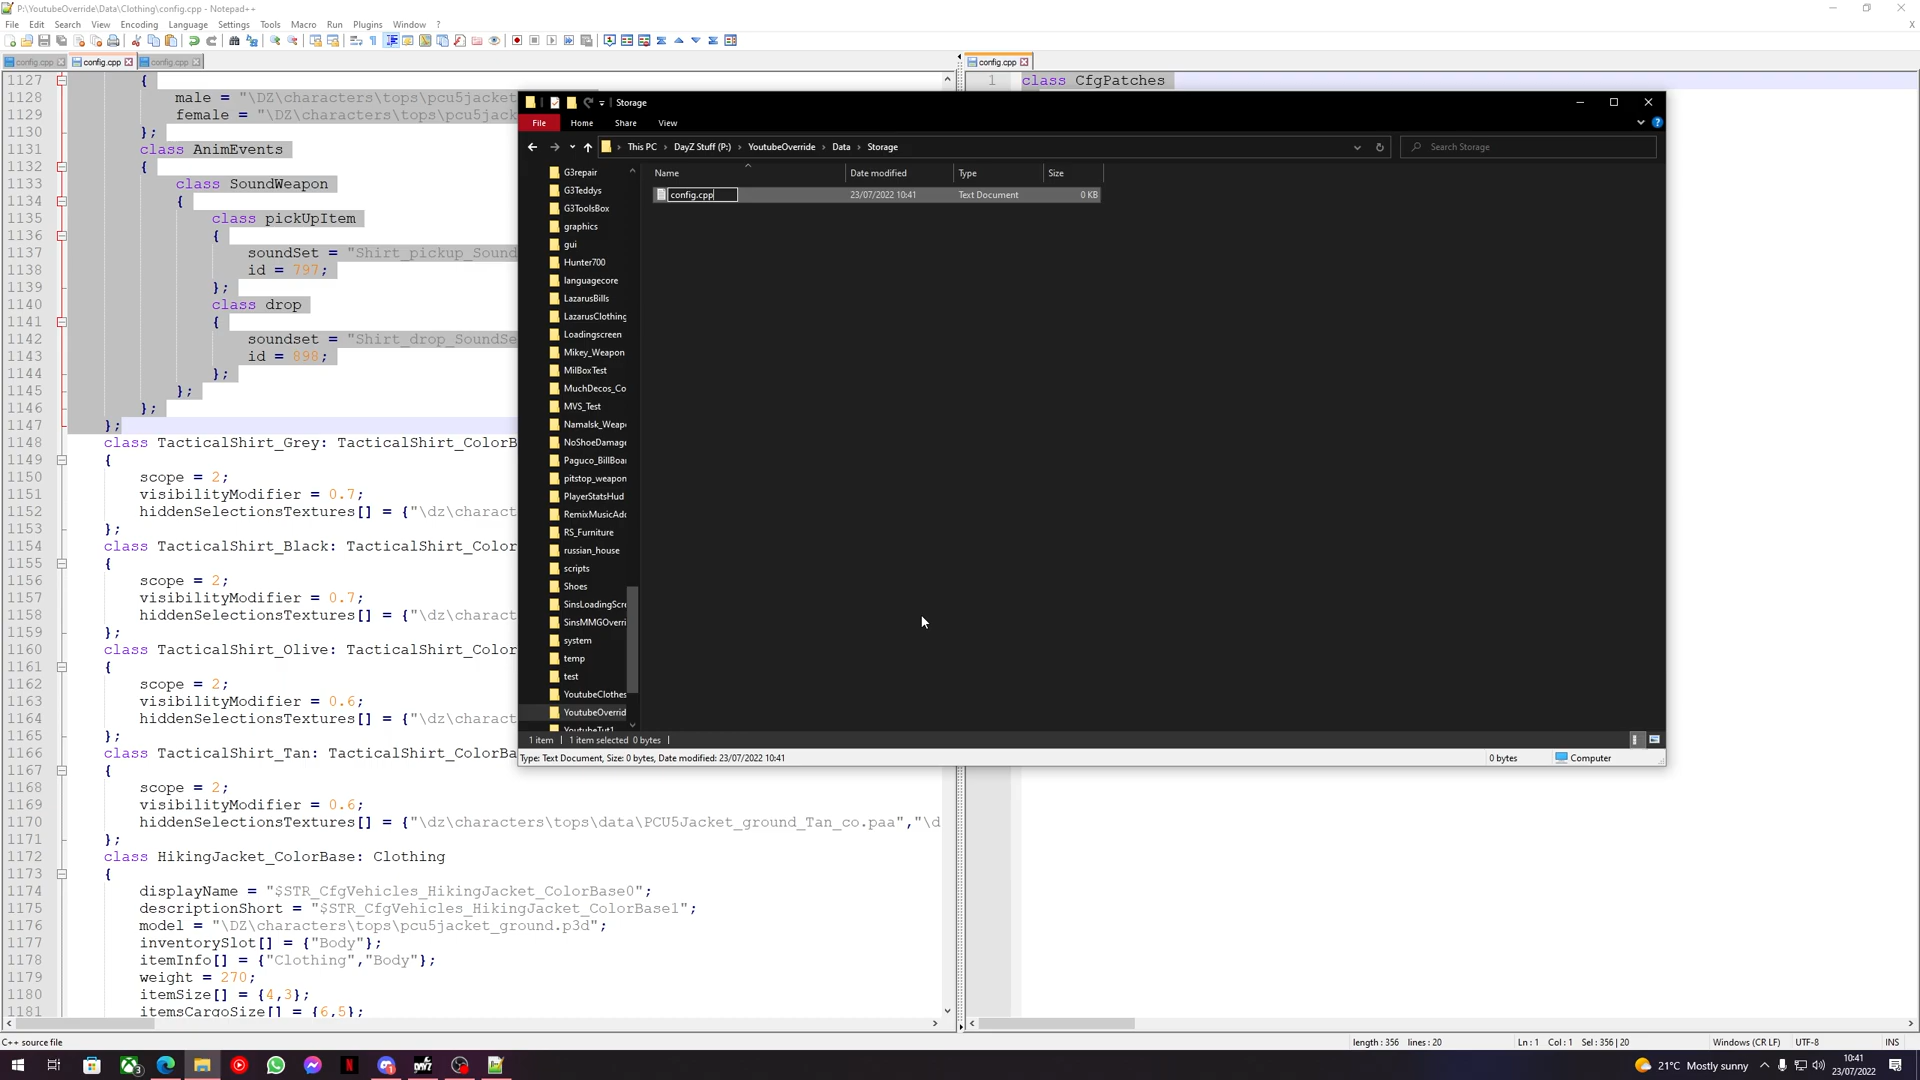 P:\YoutubeOverride\Data\Clothing\config.cpp - Notepad++
File Edit Search View Encoding Language Settings Tools Macro Run Plugins Window ?
config.cpp config.cpp config.cpp config.cpp
1127 {
1128 male = "\DZ\characters\tops\pcu5jacket
1129 female = "\DZ\characters\tops\pcu5jack
1130 };
1131 class AnimEvents
1132 {
1133 class SoundWeapon
1134 {
1135 class pickUpItem
1136 {
1137 soundSet = "Shirt_pickup_Sound
1138 id = 797;
1139 };
1140 class drop
1141 {
1142 soundset = "Shirt_drop_SoundSe
1143 id = 898;
1144 };
1145 };
1146 };
1147 };
1148 class TacticalShirt_Grey: TacticalShirt_ColorB
1149 {
1150 scope = 2;
1151 visibilityModifier = 0.7;
1152 hiddenSelectionsTextures[] = {"\dz\charact
1153 };
1154 class TacticalShirt_Black: TacticalShirt_Color
1155 {
1156 scope = 2;
1157 visibilityModifier = 0.7;
1158 hiddenSelectionsTextures[] = {"\dz\charact
1159 };
1160 class TacticalShirt_Olive: TacticalShirt_Color
1161 {
1162 scope = 2;
1163 visibilityModifier = 0.6;
1164 hiddenSelectionsTextures[] = {"\dz\charact
1165 };
1166 class TacticalShirt_Tan: TacticalShirt_ColorBa
1167 {
1168 scope = 2;
1169 visibilityModifier = 0.6;
1170 hiddenSelectionsTextures[] = {"\dz\characters\tops\data\PCU5Jacket_ground_Tan_co.paa","\d
1171 };
1172 class HikingJacket_ColorBase: Clothing
1173 {
1174 displayName = "$STR_CfgVehicles_HikingJacket_ColorBase0";
1175 descriptionShort = "$STR_CfgVehicles_HikingJacket_ColorBase1";
1176 model = "\DZ\characters\tops\pcu5jacket_ground.p3d";
1177 inventorySlot[] = {"Body"};
1178 itemInfo[] = {"Clothing","Body"};
1179 weight = 270;
1180 itemSize[] = {4,3};
1181 itemsCargoSize[] = {6,5};
1 class CfgPatches
Storage
File Home Share View
This PC > DayZ Stuff (P:) > YoutubeOverride > Data > Storage
Search Storage
Name Date modified Type Size
config.cpp 23/07/2022 10:41 Text Document 0 KB
G3repair
G3Teddys
G3ToolsBox
graphics
gui
Hunter700
languagecore
LazarusBills
LazarusClothing
Loadingscreen
Mikey_Weapon
MilBoxTest
MuchDecos_Co
MVS_Test
Namalsk_Weap
NoShoeDamage
Paguco_BillBoa
pitstop_weapon
PlayerStatsHud
RemixMusicAdd
RS_Furniture
russian_house
scripts
Shoes
SinsLoadingScre
SinsMMGOverri
system
temp
test
YoutubeClothes
YoutubeOverrid
YoutubeTut1
1 item 1 item selected 0 bytes
Type: Text Document, Size: 0 bytes, Date modified: 23/07/2022 10:41 0 bytes Computer
C++ source file length : 356 lines : 20 Ln : 1 Col : 1 Sel : 356 | 20 Windows (CR LF) UTF-8 INS
21°C Mostly sunny 10:41
23/07/2022